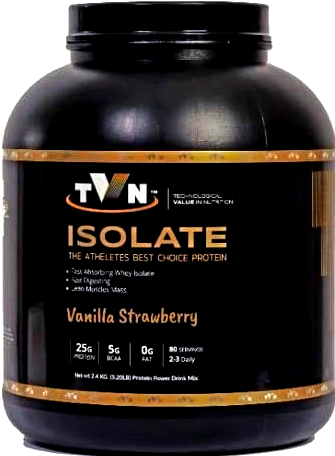 TVN™
TECHNOLOGICAL
VALUE IN NUTRITION
ISOLATE
THE ATHELETES BEST CHOICE PROTEIN
• Fast Absorbing Whey Isolate
• Fast Digesting
• Lean Muscles Mass
Vanilla Strawberry
25G PROTEIN
5G BCAA
0G FAT
80 SERVINGS
2-3 Daily
Net wt 2.4 KG (5.20LB) Protein Power Drink Mix